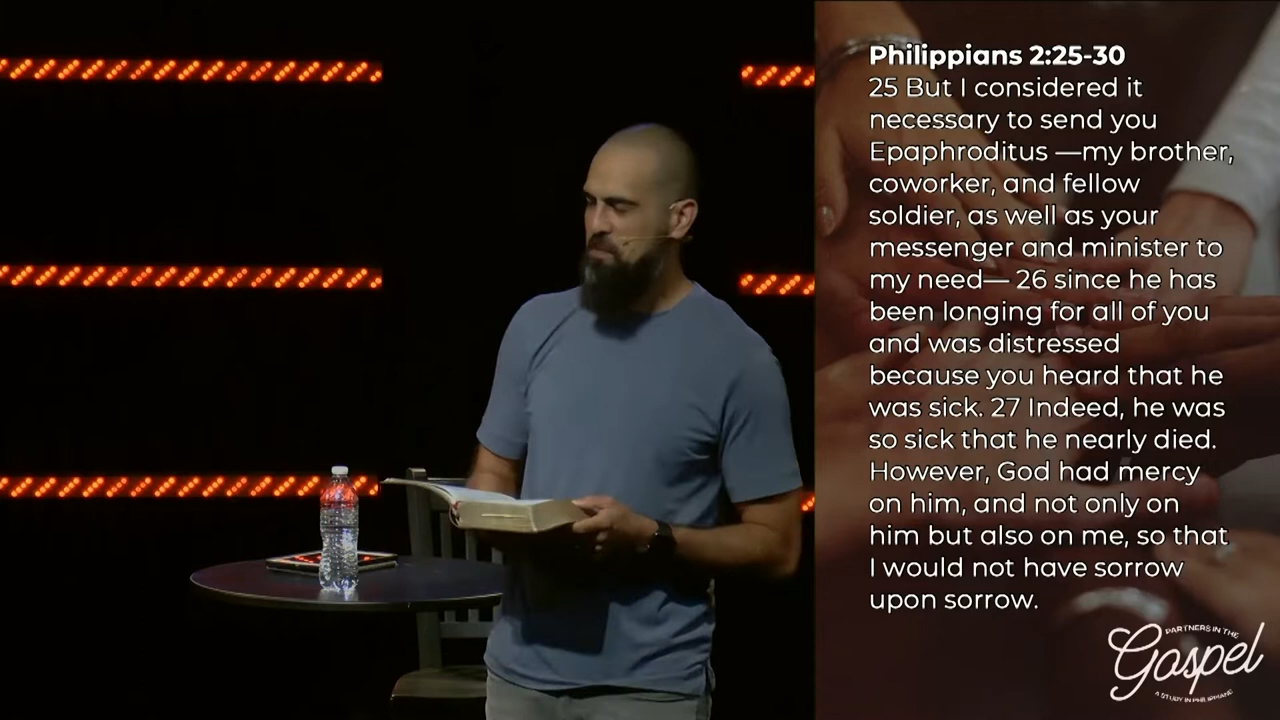 Philippians 2:25-30
25 But I considered it
necessary to send you
Epaphroditus —my brother,
coworker, and fellow
soldier, as well as your
messenger and minister to
my need— 26 since he has
been longing for all of you
and was distressed
because you heard that he
was sick. 27 Indeed, he was
so sick that he nearly died.
However, God had mercy
on him, and not only on
him but also on me, so that
I would not have sorrow
upon sorrow.
PARTNERS IN THE
Gospel
A STUDY IN PHILIPPIANS